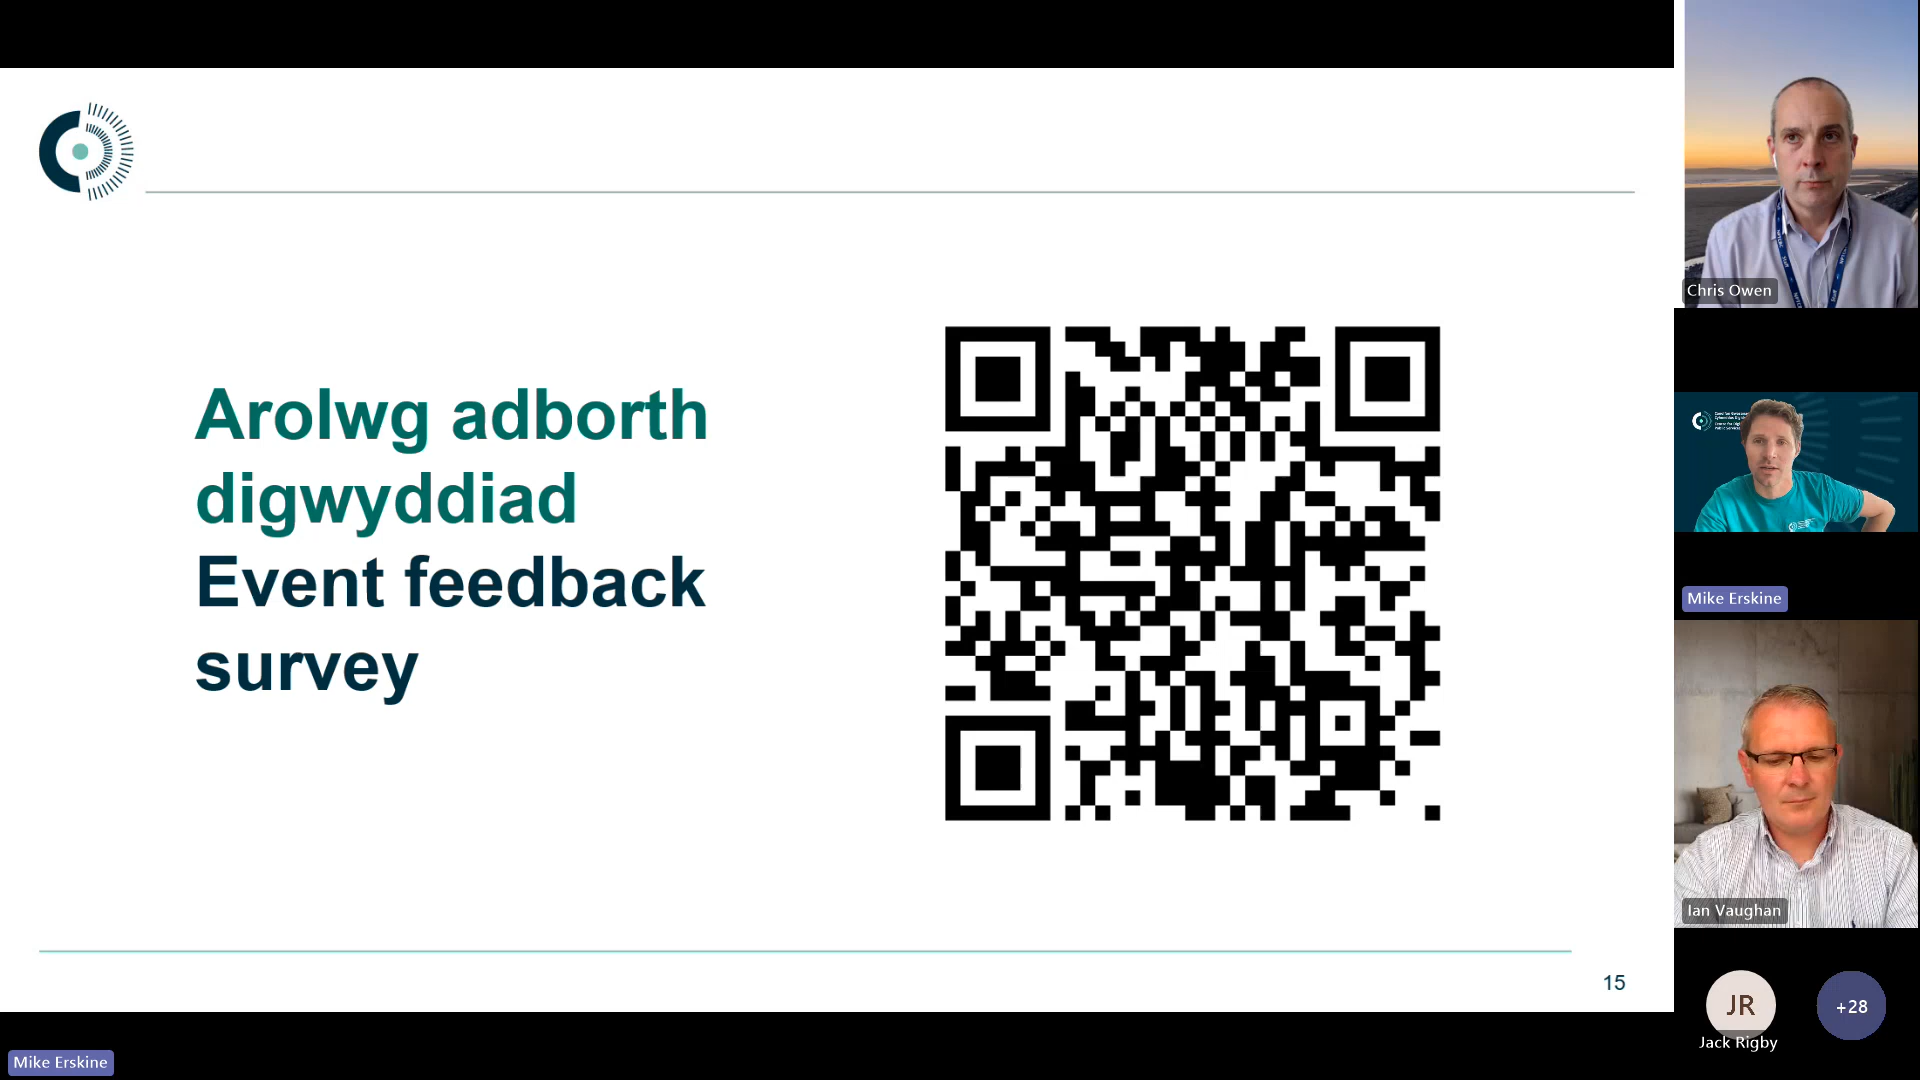 Arolwg adborth
digwyddiad
Event feedback
survey
15
Mike Erskine
Chris Owen
Mike Erskine
Ian Vaughan
JR
Jack Rigby
+28